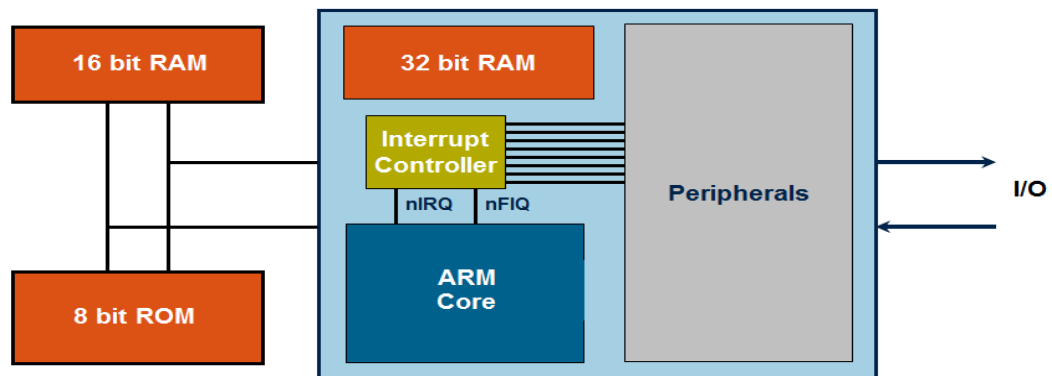 16 bit RAM
32 bit RAM
Interrupt
Controller
nIRQ
nFIQ
Peripherals
I/O
ARM
Core
8 bit ROM